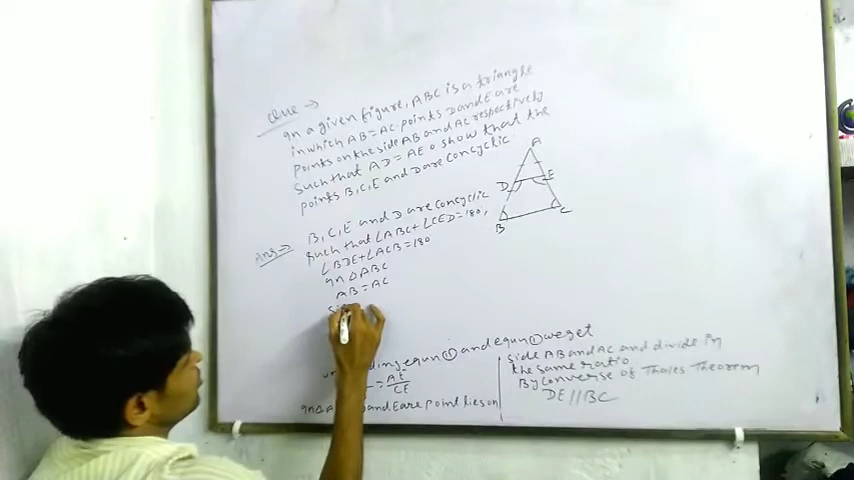 Que →
In a given figure, ABC is a triangle
in which AB = AC. points D and E are
points on the side AB and AC respectively
such that AD = AE. show that the
points B, C, E and D are concyclic.
A
D
E
B
C
Ans →
B, C, E and D are concyclic
such that ∠ABC + ∠CED = 180,
∠BDE + ∠ACB = 180
In △ABC
AB = AC
equn ① and equn ① we get
= AE/CE
and E are point lies on
side AB and AC and divide in
the same ratio
By converse of Thales Theorem
DE // BC